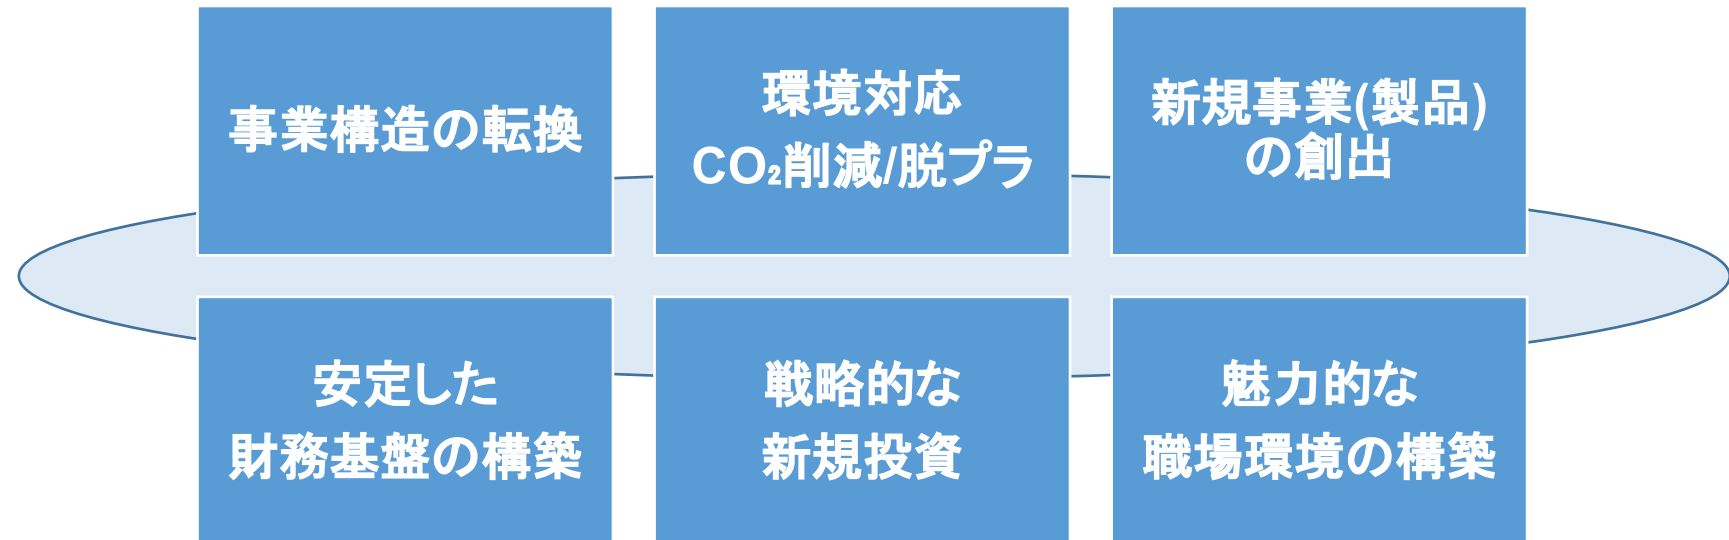 事業構造の転換
環境対応
CO₂削減/脱プラ
新規事業(製品)
の創出
安定した
財務基盤の構築
戦略的な
新規投資
魅力的な
職場環境の構築